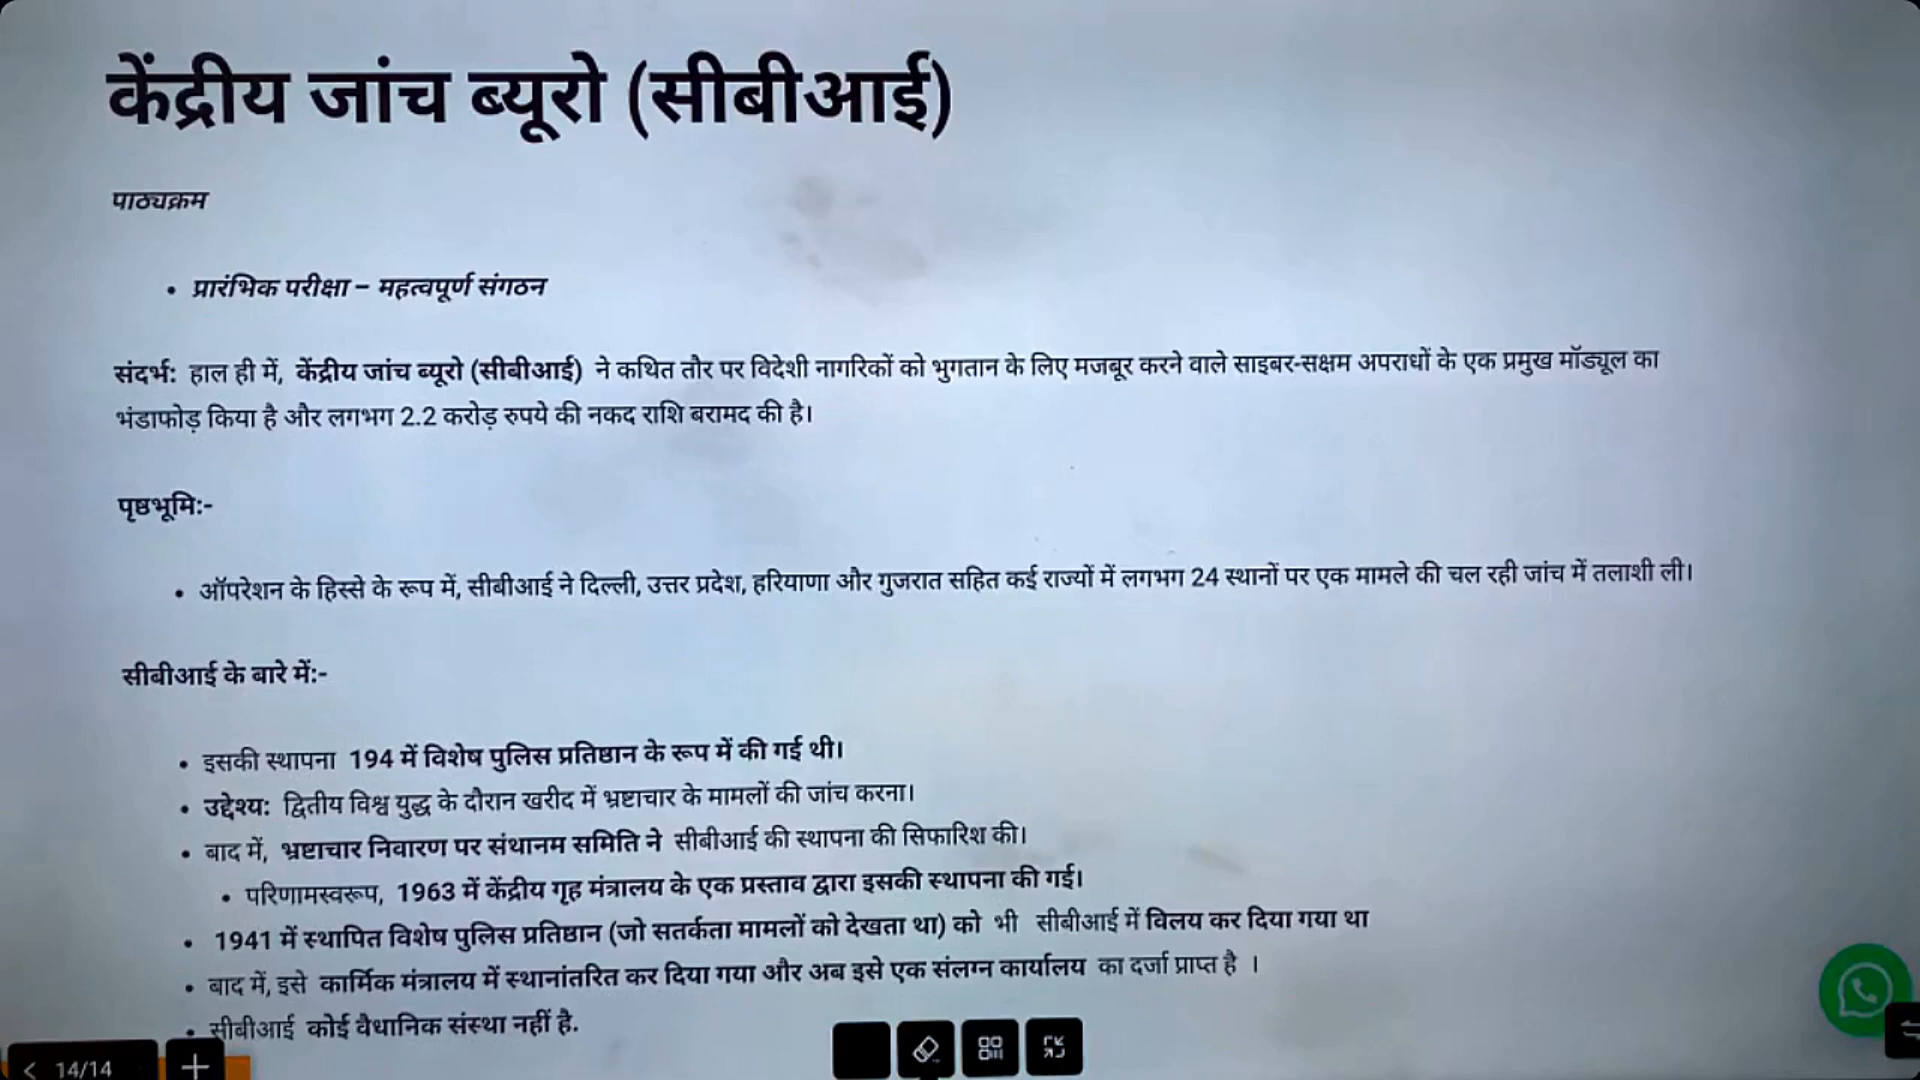 केंद्रीय जांच ब्यूरो (सीबीआई)
पाठ्यक्रम
• प्रारंभिक परीक्षा – महत्वपूर्ण संगठन
संदर्भ: हाल ही में, केंद्रीय जांच ब्यूरो (सीबीआई) ने कथित तौर पर विदेशी नागरिकों को भुगतान के लिए मजबूर करने वाले साइबर-सक्षम अपराधों के एक प्रमुख मॉड्यूल का
भंडाफोड़ किया है और लगभग 2.2 करोड़ रुपये की नकद राशि बरामद की है।
पृष्ठभूमि:-
• ऑपरेशन के हिस्से के रूप में, सीबीआई ने दिल्ली, उत्तर प्रदेश, हरियाणा और गुजरात सहित कई राज्यों में लगभग 24 स्थानों पर एक मामले की चल रही जांच में तलाशी ली।
सीबीआई के बारे में:-
• इसकी स्थापना 194 में विशेष पुलिस प्रतिष्ठान के रूप में की गई थी।
• उद्देश्य: द्वितीय विश्व युद्ध के दौरान खरीद में भ्रष्टाचार के मामलों की जांच करना।
• बाद में, भ्रष्टाचार निवारण पर संथानम समिति ने सीबीआई की स्थापना की सिफारिश की।
• परिणामस्वरूप, 1963 में केंद्रीय गृह मंत्रालय के एक प्रस्ताव द्वारा इसकी स्थापना की गई।
• 1941 में स्थापित विशेष पुलिस प्रतिष्ठान (जो सतर्कता मामलों को देखता था) को भी सीबीआई में विलय कर दिया गया था
• बाद में, इसे कार्मिक मंत्रालय में स्थानांतरित कर दिया गया और अब इसे एक संलग्न कार्यालय का दर्जा प्राप्त है ।
• सीबीआई कोई वैधानिक संस्था नहीं है.
14/14